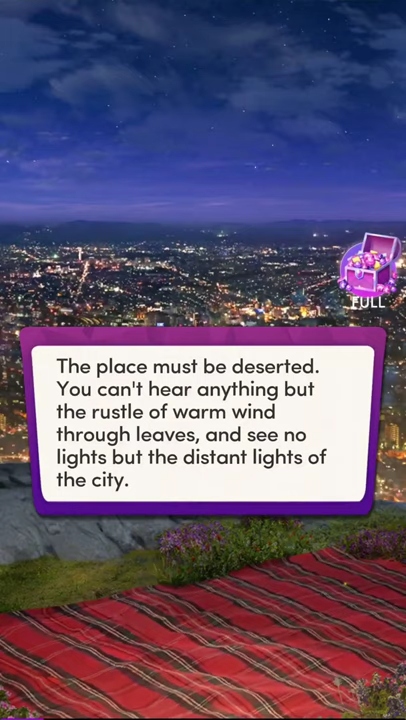 FULL
The place must be deserted.
You can't hear anything but
the rustle of warm wind
through leaves, and see no
lights but the distant lights of
the city.